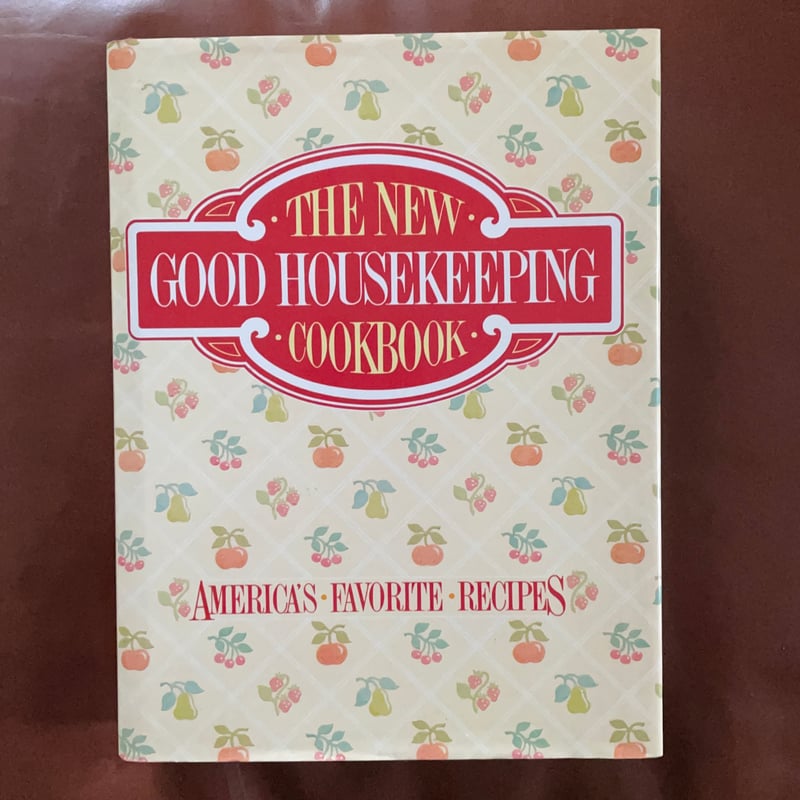 · THE NEW ·
GOOD HOUSEKEEPING
· COOKBOOK ·
AMERICA'S · FAVORITE · RECIPES